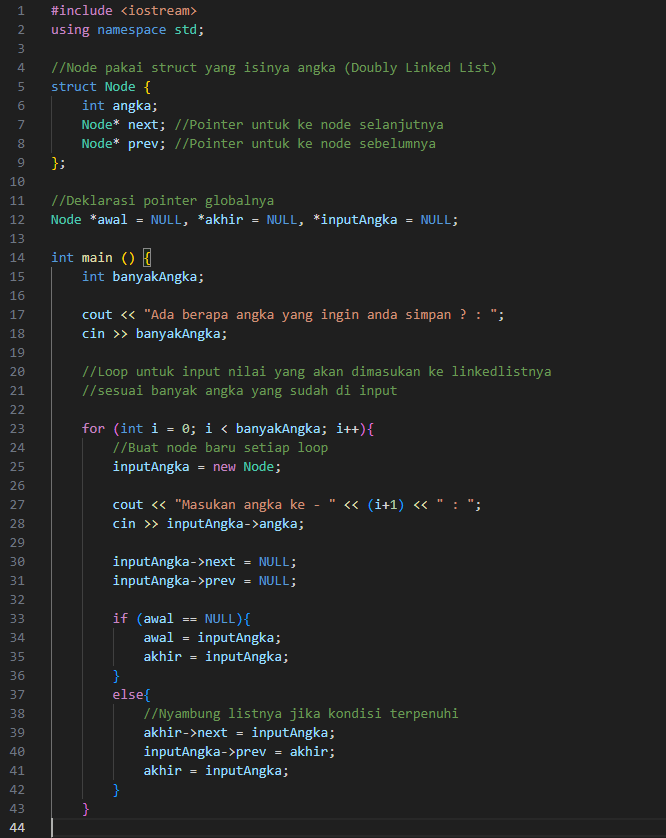 1 #include <iostream>
2 using namespace std;
3
4 //Node pakai struct yang isinya angka (Doubly Linked List)
5 struct Node {
6     int angka;
7     Node* next; //Pointer untuk ke node selanjutnya
8     Node* prev; //Pointer untuk ke node sebelumnya
9 };
10
11 //Deklarasi pointer globalnya
12 Node *awal = NULL, *akhir = NULL, *inputAngka = NULL;
13
14 int main () {
15     int banyakAngka;
16
17     cout << "Ada berapa angka yang ingin anda simpan ? : ";
18     cin >> banyakAngka;
19
20     //Loop untuk input nilai yang akan dimasukan ke linkedlistnya
21     //sesuai banyak angka yang sudah di input
22
23     for (int i = 0; i < banyakAngka; i++){
24         //Buat node baru setiap loop
25         inputAngka = new Node;
26
27         cout << "Masukan angka ke - " << (i+1) << " : ";
28         cin >> inputAngka->angka;
29
30         inputAngka->next = NULL;
31         inputAngka->prev = NULL;
32
33         if (awal == NULL){
34             awal = inputAngka;
35             akhir = inputAngka;
36         }
37         else{
38             //Nyambung listnya jika kondisi terpenuhi
39             akhir->next = inputAngka;
40             inputAngka->prev = akhir;
41             akhir = inputAngka;
42         }
43     }
44